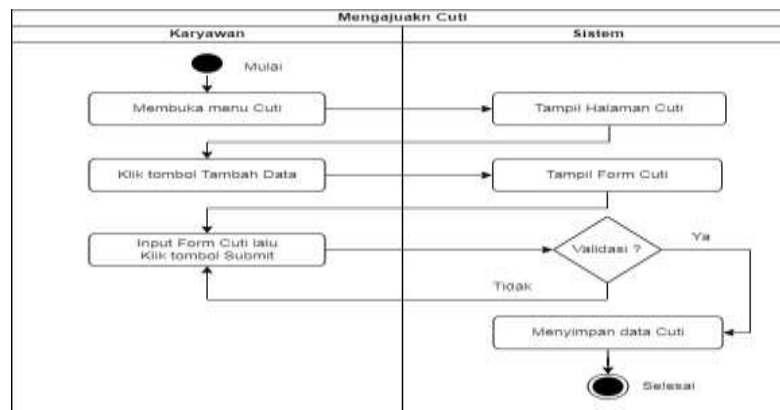 Mengajuakn Cuti
Karyawan
Sistem
Mulai
Membuka menu Cuti
Tampil Halaman Cuti
Klik tombol Tambah Data
Tampil Form Cuti
Input Form Cuti lalu
Klik tombol Submit
Validasi ?
Ya
Tidak
Menyimpan data Cuti
Selesai